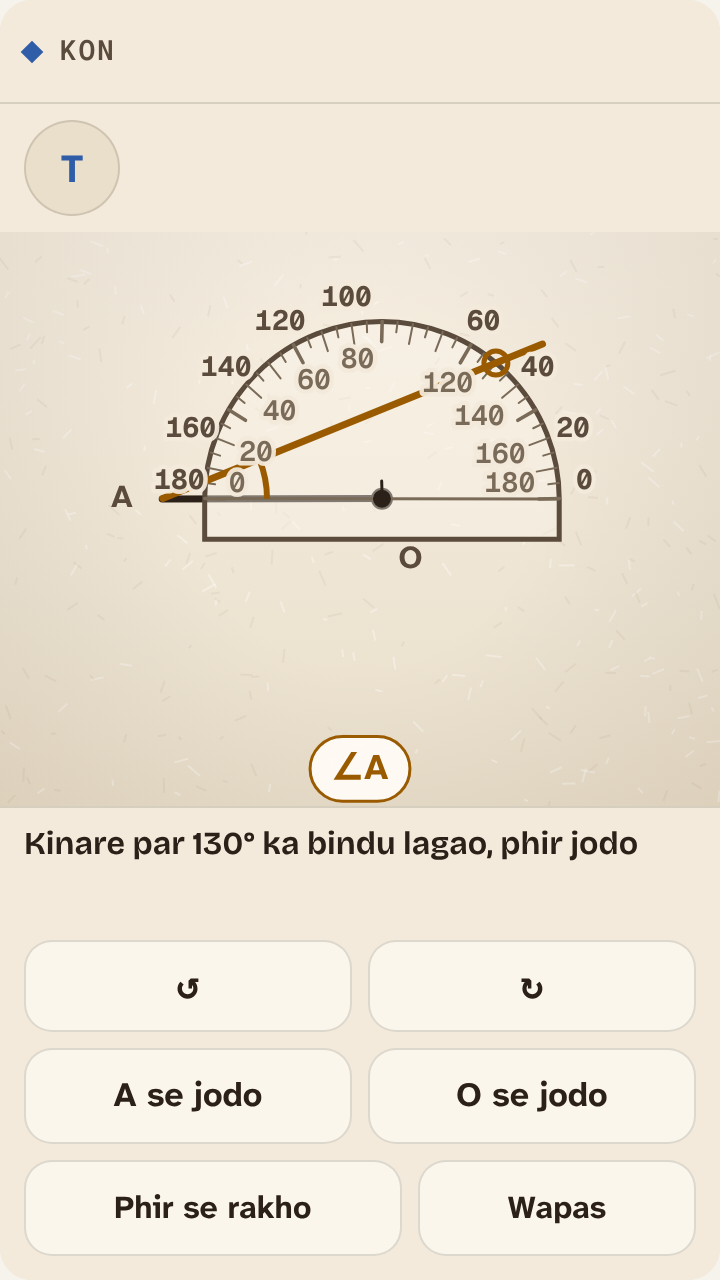 ◆ KON
T
100
120 60
140 80 40
60 120
40 140
160 20
20 160
180 0 180 0
A
O
∠A
Kinare par 130° ka bindu lagao, phir jodo
↺ ↻
A se jodo O se jodo
Phir se rakho Wapas